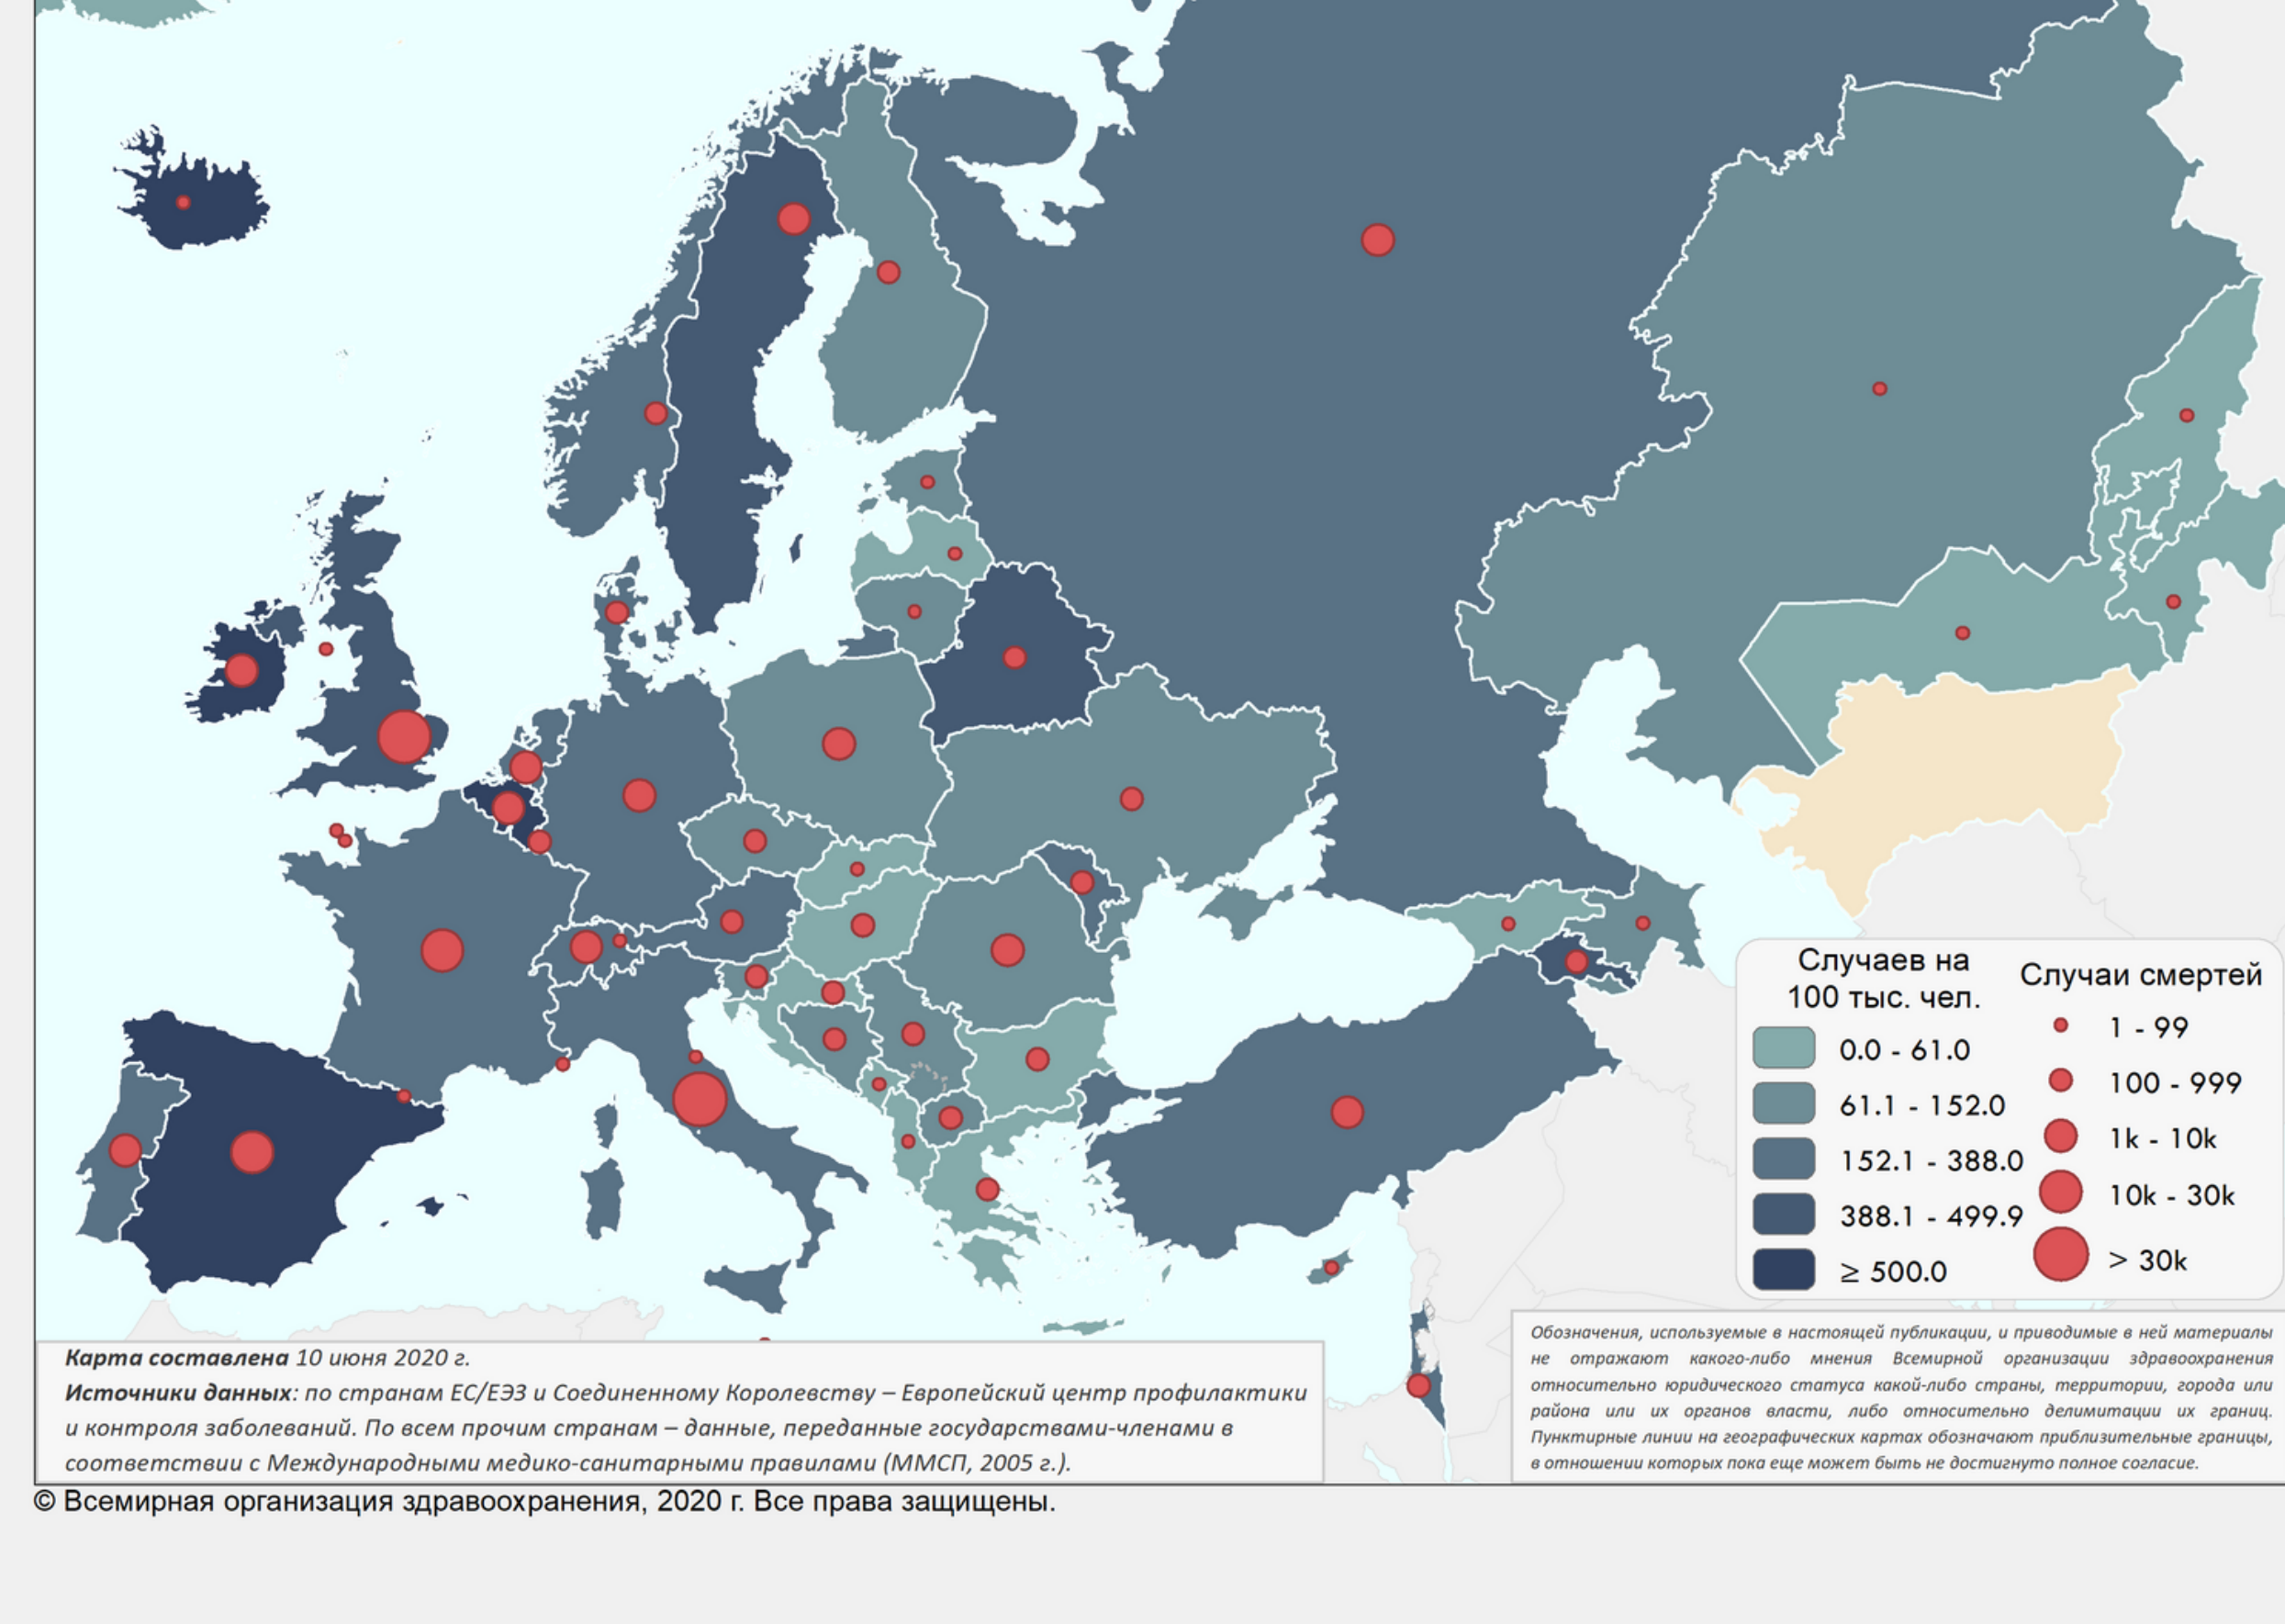 Случаев на
100 тыс. чел.
0.0 - 61.0
61.1 - 152.0
152.1 - 388.0
388.1 - 499.9
≥ 500.0
Случаи смертей
1 - 99
100 - 999
1k - 10k
10k - 30k
> 30k
Карта составлена 10 июня 2020 г.
Источники данных: по странам ЕС/ЕЭЗ и Соединенному Королевству – Европейский центр профилактики
и контроля заболеваний. По всем прочим странам – данные, переданные государствами-членами в
соответствии с Международными медико-санитарными правилами (ММСП, 2005 г.).
Обозначения, используемые в настоящей публикации, и приводимые в ней материалы
не отражают какого-либо мнения Всемирной организации здравоохранения
относительно юридического статуса какой-либо страны, территории, города или
района или их органов власти, либо относительно делимитации их границ.
Пунктирные линии на географических картах обозначают приблизительные границы,
в отношении которых пока еще может быть не достигнуто полное согласие.
© Всемирная организация здравоохранения, 2020 г. Все права защищены.